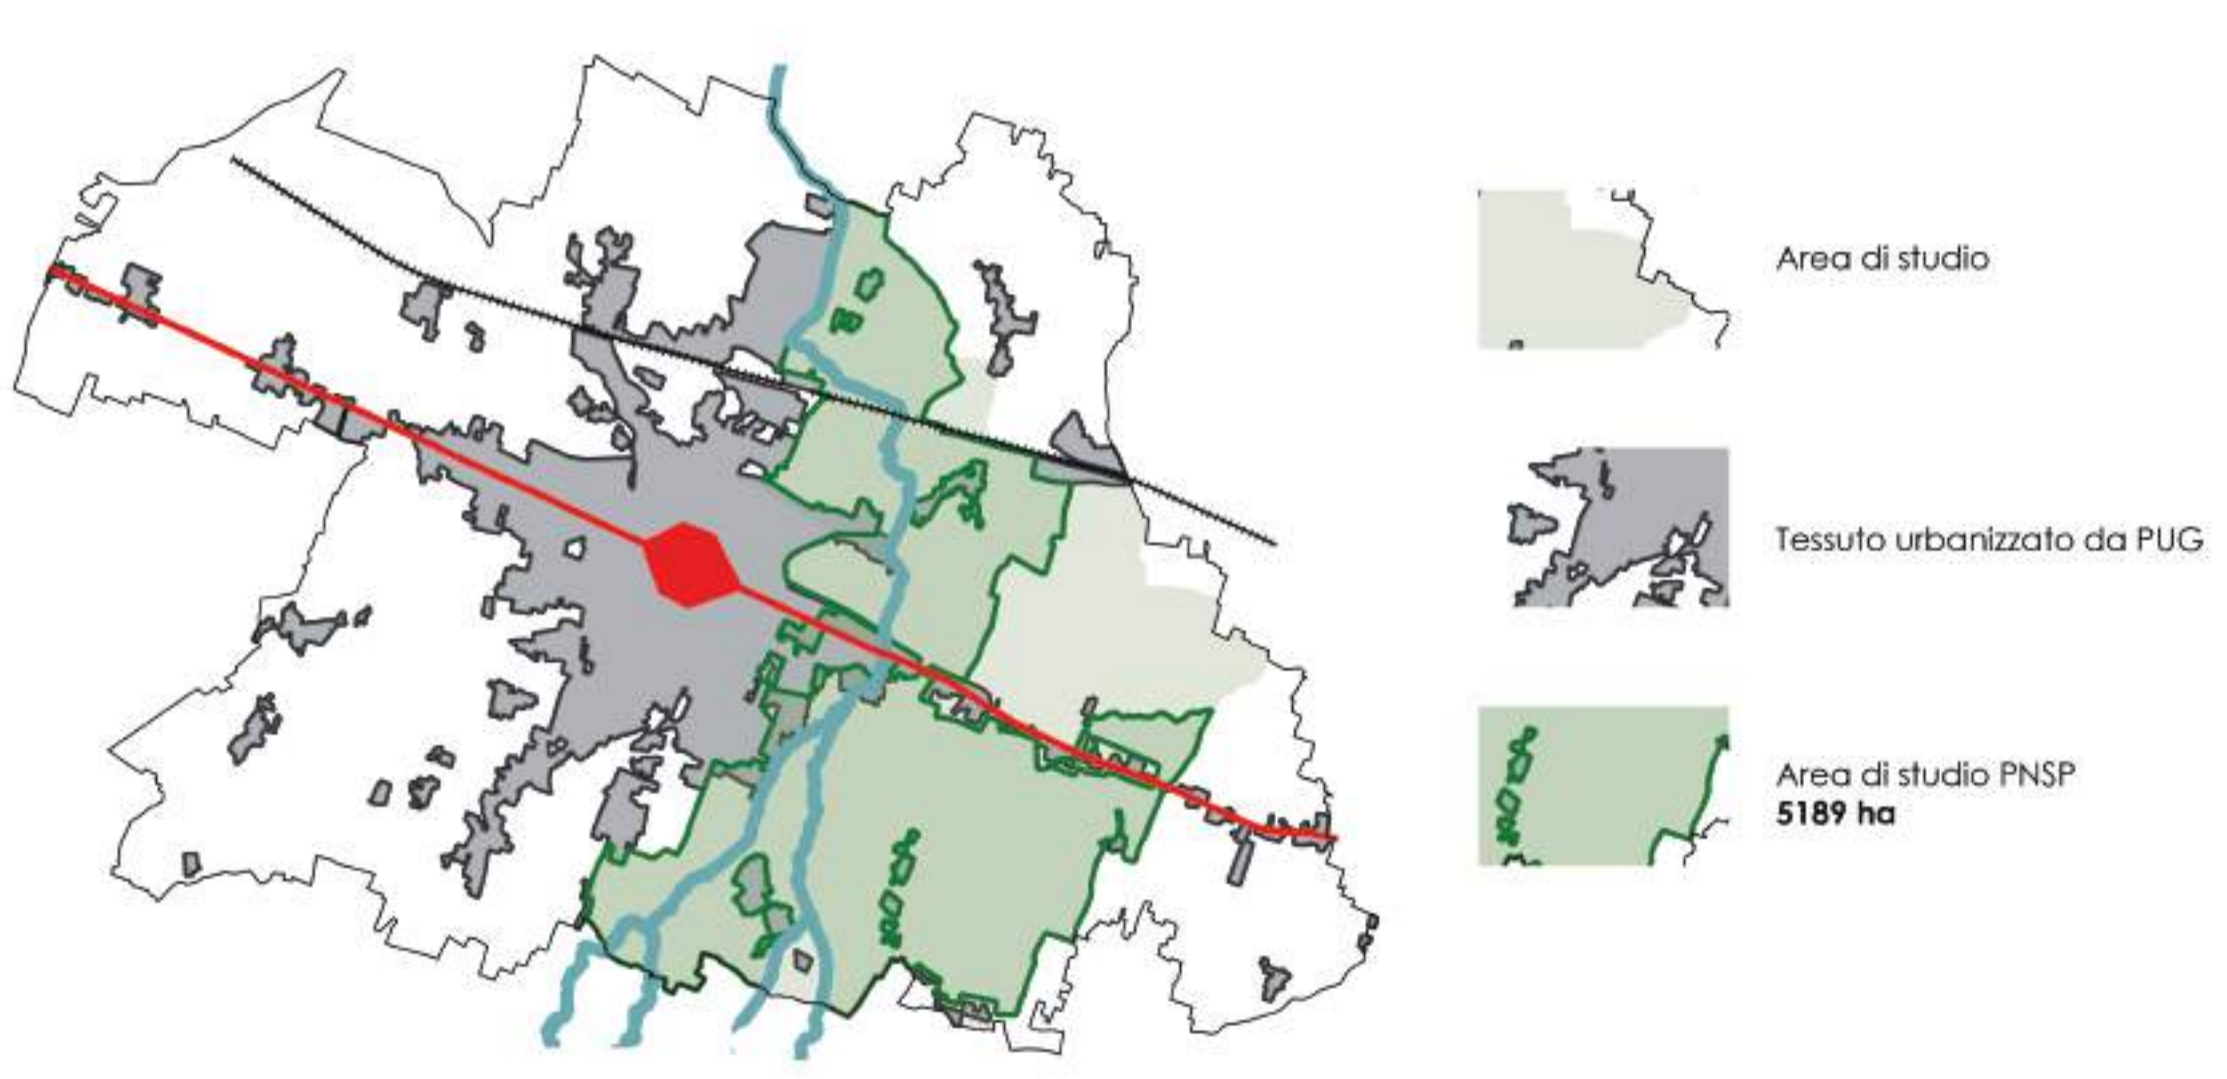 Area di studio
Tessuto urbanizzato da PUG
Area di studio PNSP
5189 ha